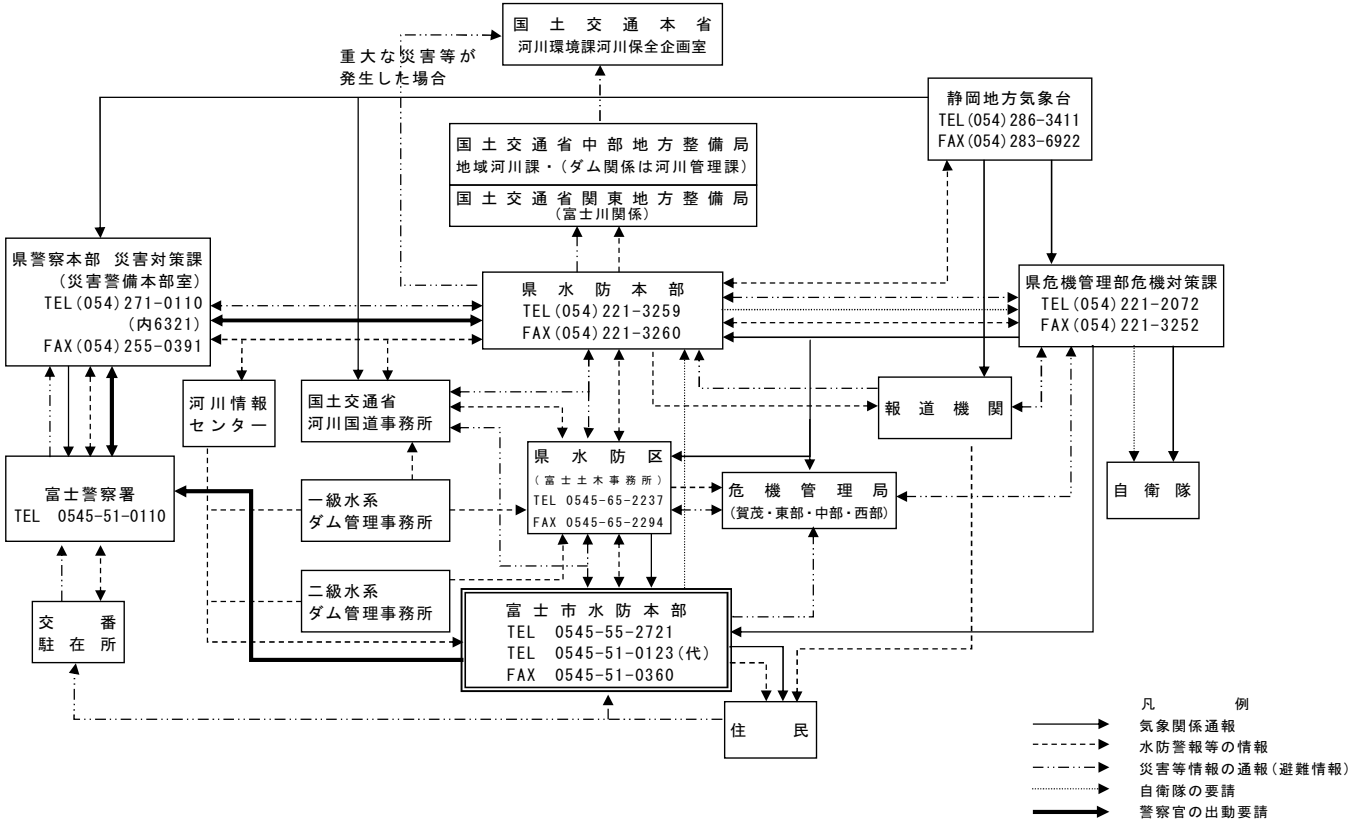 国土交通本省
河川環境課河川保全企画室
重大な災害等が
発生した場合
静岡地方気象台
TEL(054)286-3411
FAX(054)283-6922
国土交通省中部地方整備局
地域河川課・(ダム関係は河川管理課)
国土交通省関東地方整備局
(富士川関係)
県警察本部 災害対策課
(災害警備本部室)
TEL(054)271-0110
(内6321)
FAX(054)255-0391
県水防本部
TEL(054)221-3259
FAX(054)221-3260
県危機管理部危機対策課
TEL(054)221-2072
FAX(054)221-3252
河川情報
センター
国土交通省
河川国道事務所
報道機関
県水防区
(富士土木事務所)
TEL 0545-65-2237
FAX 0545-65-2294
富士警察署
TEL 0545-51-0110
一級水系
ダム管理事務所
危機管理局
(賀茂・東部・中部・西部)
自衛隊
二級水系
ダム管理事務所
交番
駐在所
富士市水防本部
TEL 0545-55-2721
TEL 0545-51-0123(代)
FAX 0545-51-0360
住民
凡例
気象関係通報
水防警報等の情報
災害等情報の通報(避難情報)
自衛隊の要請
警察官の出動要請